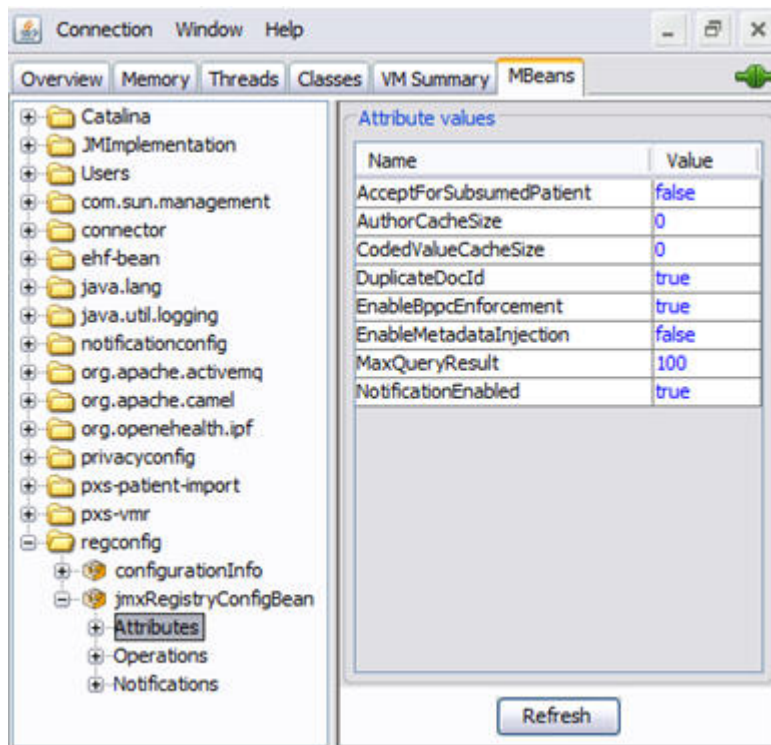 Connection Window Help
Overview Memory Threads Classes VM Summary MBeans
Catalina
JMImplementation
Users
com.sun.management
connector
ehf-bean
java.lang
java.util.logging
notificationconfig
org.apache.activemq
org.apache.camel
org.openehealth.ipf
privacyconfig
pxs-patient-import
pxs-vmr
regconfig
configurationInfo
jmxRegistryConfigBean
Attributes
Operations
Notifications
Attribute values
Name Value
AcceptForSubsumedPatient false
AuthorCacheSize 0
CodedValueCacheSize 0
DuplicateDocId true
EnableBppcEnforcement true
EnableMetadataInjection false
MaxQueryResult 100
NotificationEnabled true
Refresh